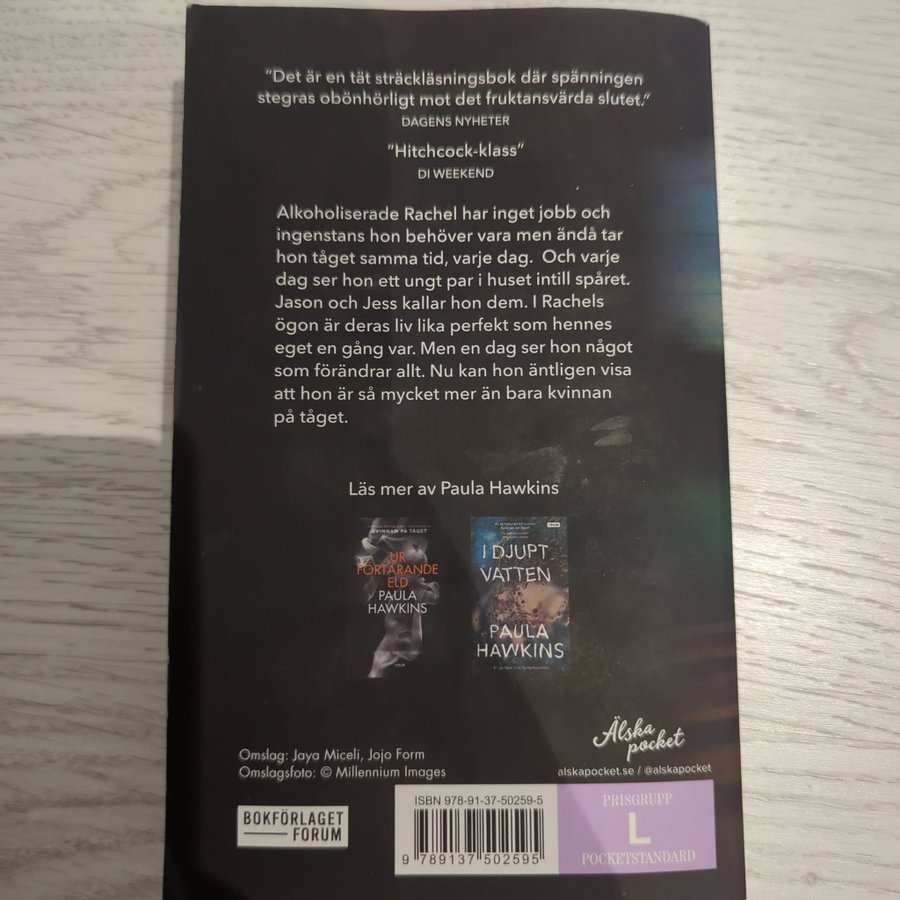 ”Det är en tät sträckläsningsbok där spänningen
stegras obönhörligt mot det fruktansvärda slutet.”
DAGENS NYHETER
”Hitchcock-klass”
DI WEEKEND
Alkoholiserade Rachel har inget jobb och
ingenstans hon behöver vara men ändå tar
hon tåget samma tid, varje dag. Och varje
dag ser hon ett ungt par i huset intill spåret.
Jason och Jess kallar hon dem. I Rachels
ögon är deras liv lika perfekt som hennes
eget en gång var. Men en dag ser hon något
som förändrar allt. Nu kan hon äntligen visa
att hon är så mycket mer än bara kvinnan
på tåget.
Läs mer av Paula Hawkins
KVINNAN PÅ TÅGET
UR
FÖRTÄRANDE
ELD
PAULA
HAWKINS
I DJUPT
VATTEN
PAULA
HAWKINS
Älska
pocket
alskapocket.se / @alskapocket
Omslag: Jaya Miceli, Jojo Form
Omslagsfoto: © Millennium Images
BOKFÖRLAGET
FORUM
ISBN 978-91-37-50259-5
9 789137 502595
PRISGRUPP
L
POCKETSTANDARD